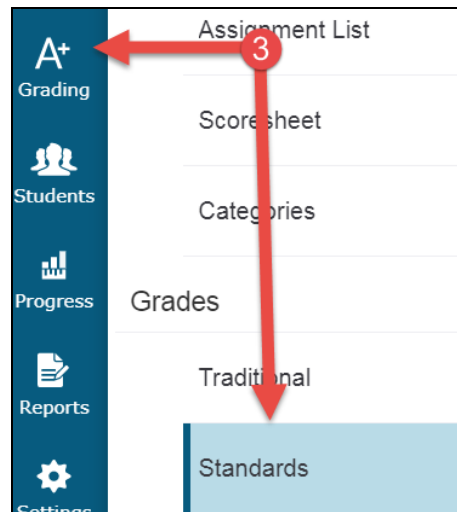 A+
Grading
Students
Progress
Reports
Settings
Assignment List
3
Scoresheet
Categories
Grades
Traditional
Standards